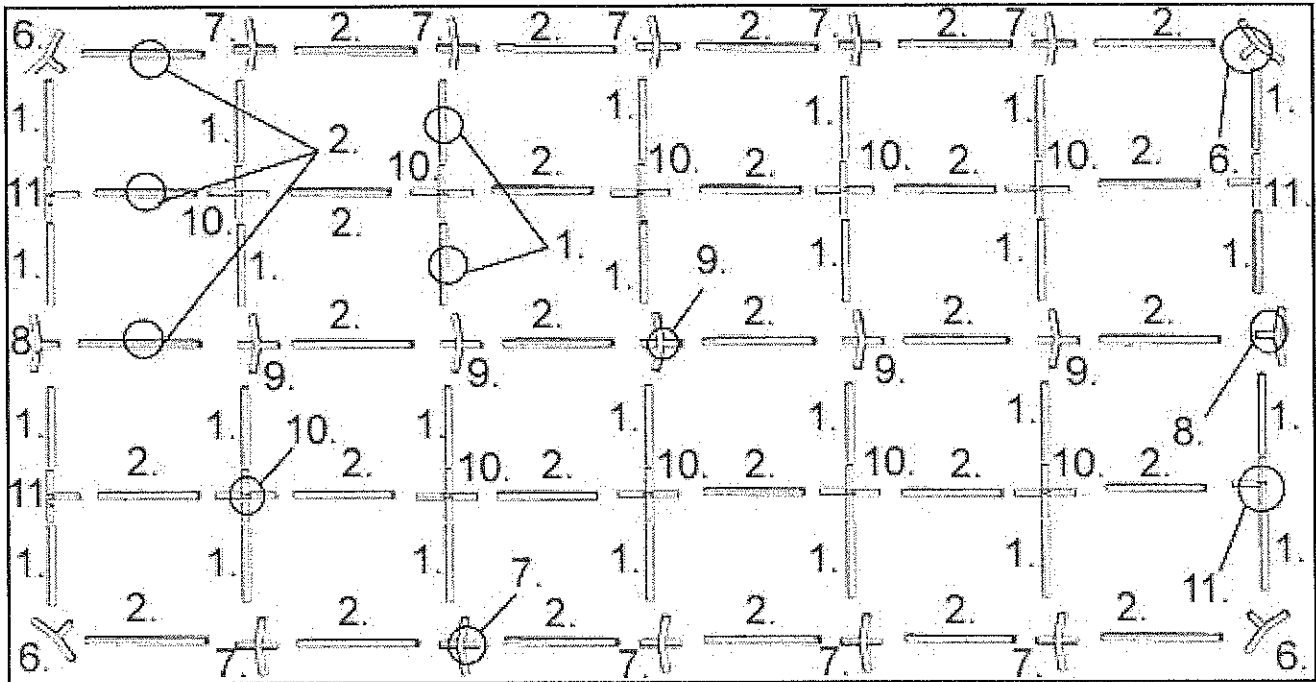 6. 7. 2. 7. 2. 7. 2. 7. 2. 7. 2.
1. 1. 2. 1. 1. 1. 6. 1.
11 10. 2. 10. 2. 10. 2. 10. 2. 10. 2. 11.
1. 1. 1. 1. 9. 1. 1. 1.
8. 2. 2. 2. 2. 2.
9. 9. 9. 9. 8.
1. 1. 10. 1. 1. 1. 1. 1.
11 2. 2. 10. 2. 10. 2. 10. 2. 10. 2.
1. 1. 1. 1. 1. 1. 11. 1.
6. 2. 7. 2. 7. 2. 7. 2. 7. 2. 7. 2. 6.